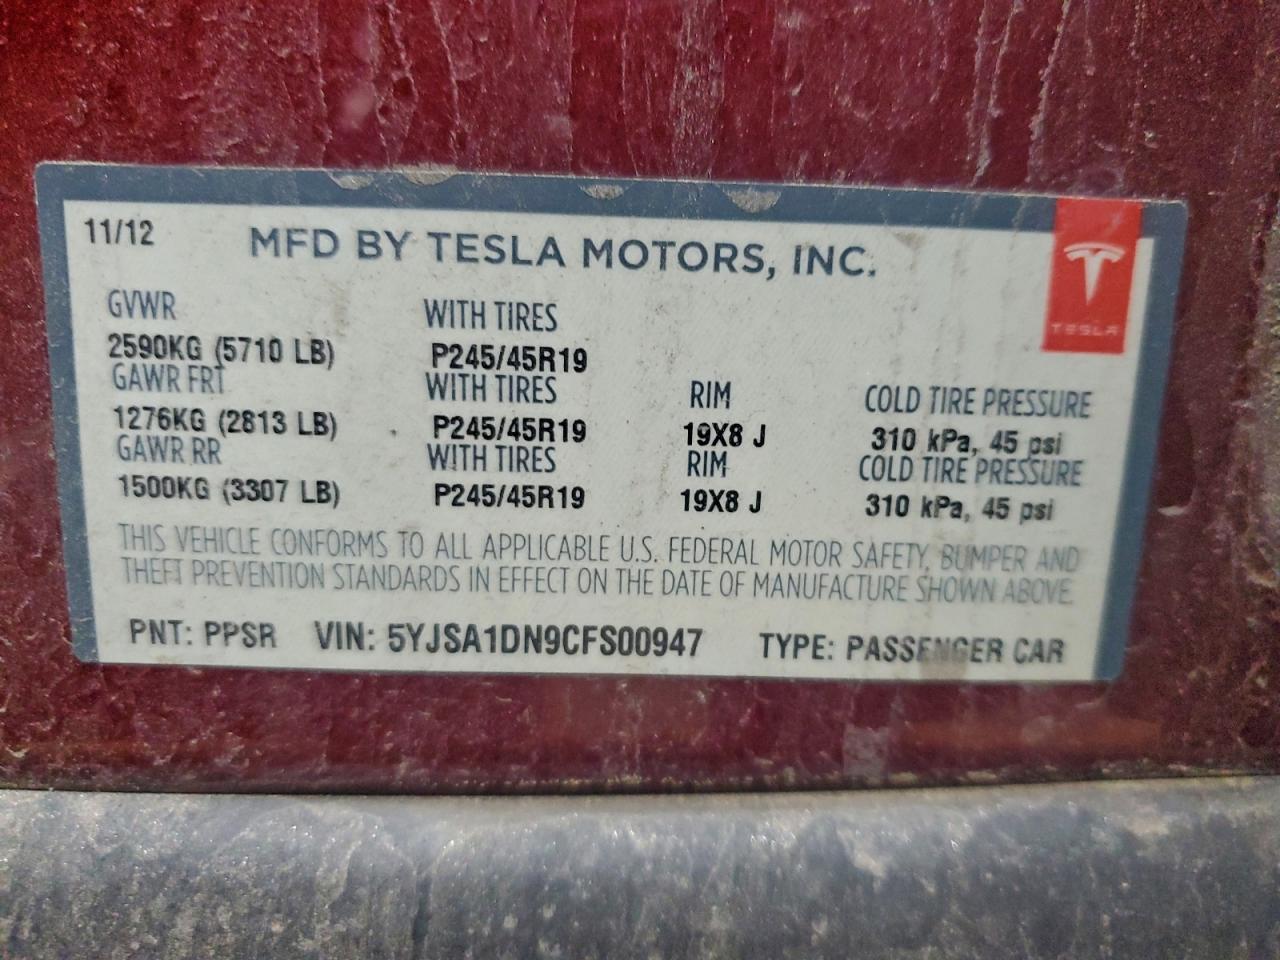 11/12 MFD BY TESLA MOTORS, INC.
TESLA
GVWR WITH TIRES
2590KG (5710 LB) P245/45R19
GAWR FRT WITH TIRES RIM COLD TIRE PRESSURE
1276KG (2813 LB) P245/45R19 19X8 J 310 kPa, 45 psi
GAWR RR WITH TIRES RIM COLD TIRE PRESSURE
1500KG (3307 LB) P245/45R19 19X8 J 310 kPa, 45 psi
THIS VEHICLE CONFORMS TO ALL APPLICABLE U.S. FEDERAL MOTOR SAFETY, BUMPER AND
THEFT PREVENTION STANDARDS IN EFFECT ON THE DATE OF MANUFACTURE SHOWN ABOVE.
PNT: PPSR VIN: 5YJSA1DN9CFS00947 TYPE: PASSENGER CAR